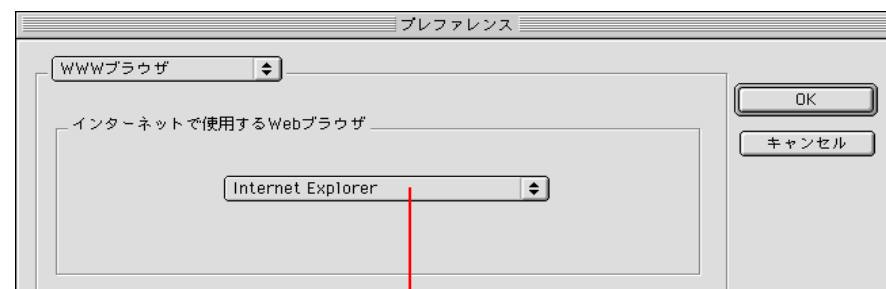 プレファレンス
WWWブラウザ
OK
インターネットで使用するWebブラウザ
キャンセル
Internet Explorer